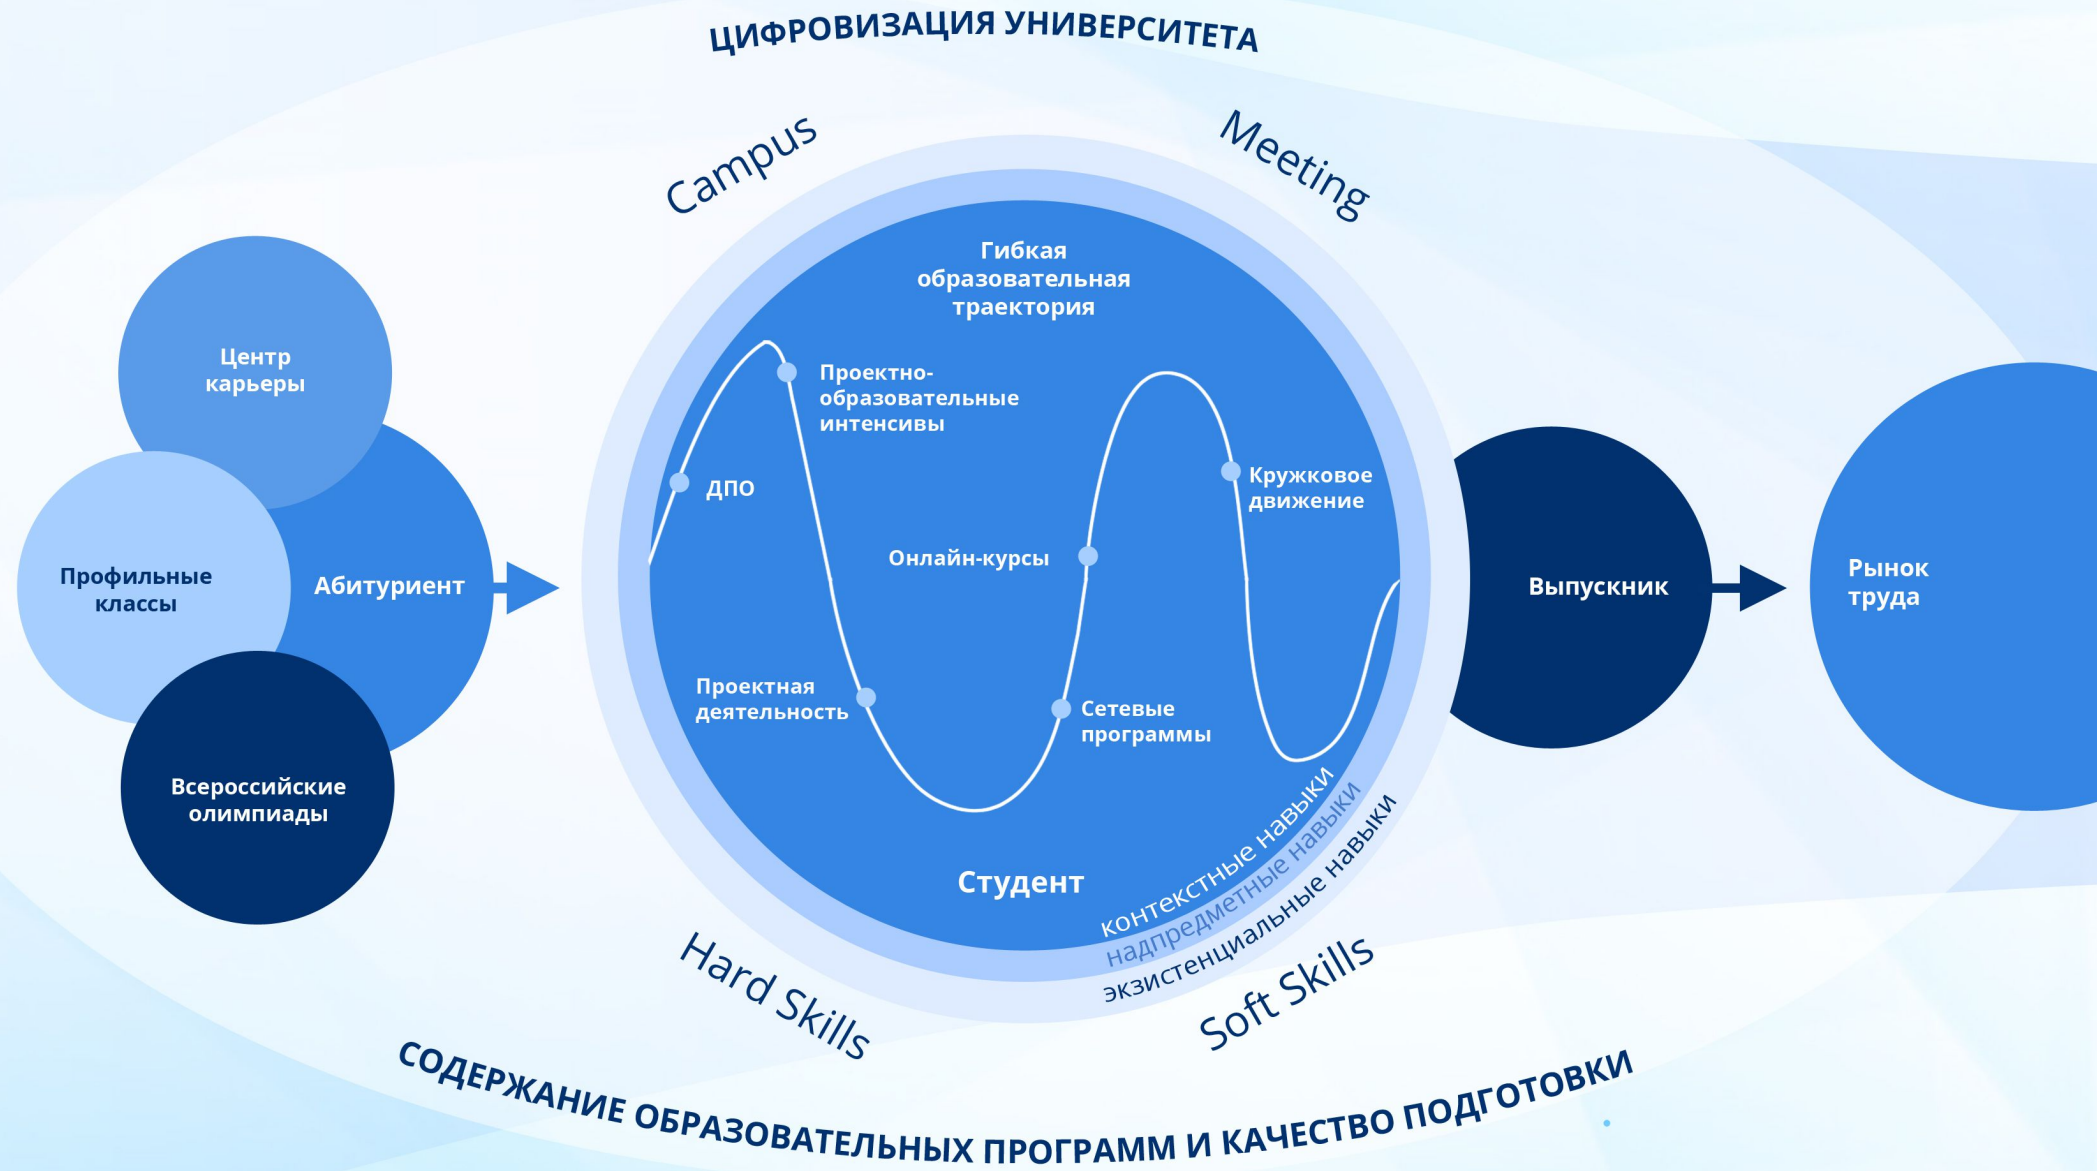 ЦИФРОВИЗАЦИЯ УНИВЕРСИТЕТА
Campus
Meeting
Центр
карьеры
Профильные
классы
Абитуриент
Всероссийские
олимпиады
Гибкая
образовательная
траектория
Проектно-
образовательные
интенсивы
ДПО
Кружковое
движение
Онлайн-курсы
Проектная
деятельность
Сетевые
программы
Студент
контекстные навыки
надпредметные навыки
экзистенциальные навыки
Выпускник
Рынок
труда
Hard Skills
Soft Skills
СОДЕРЖАНИЕ ОБРАЗОВАТЕЛЬНЫХ ПРОГРАММ И КАЧЕСТВО ПОДГОТОВКИ